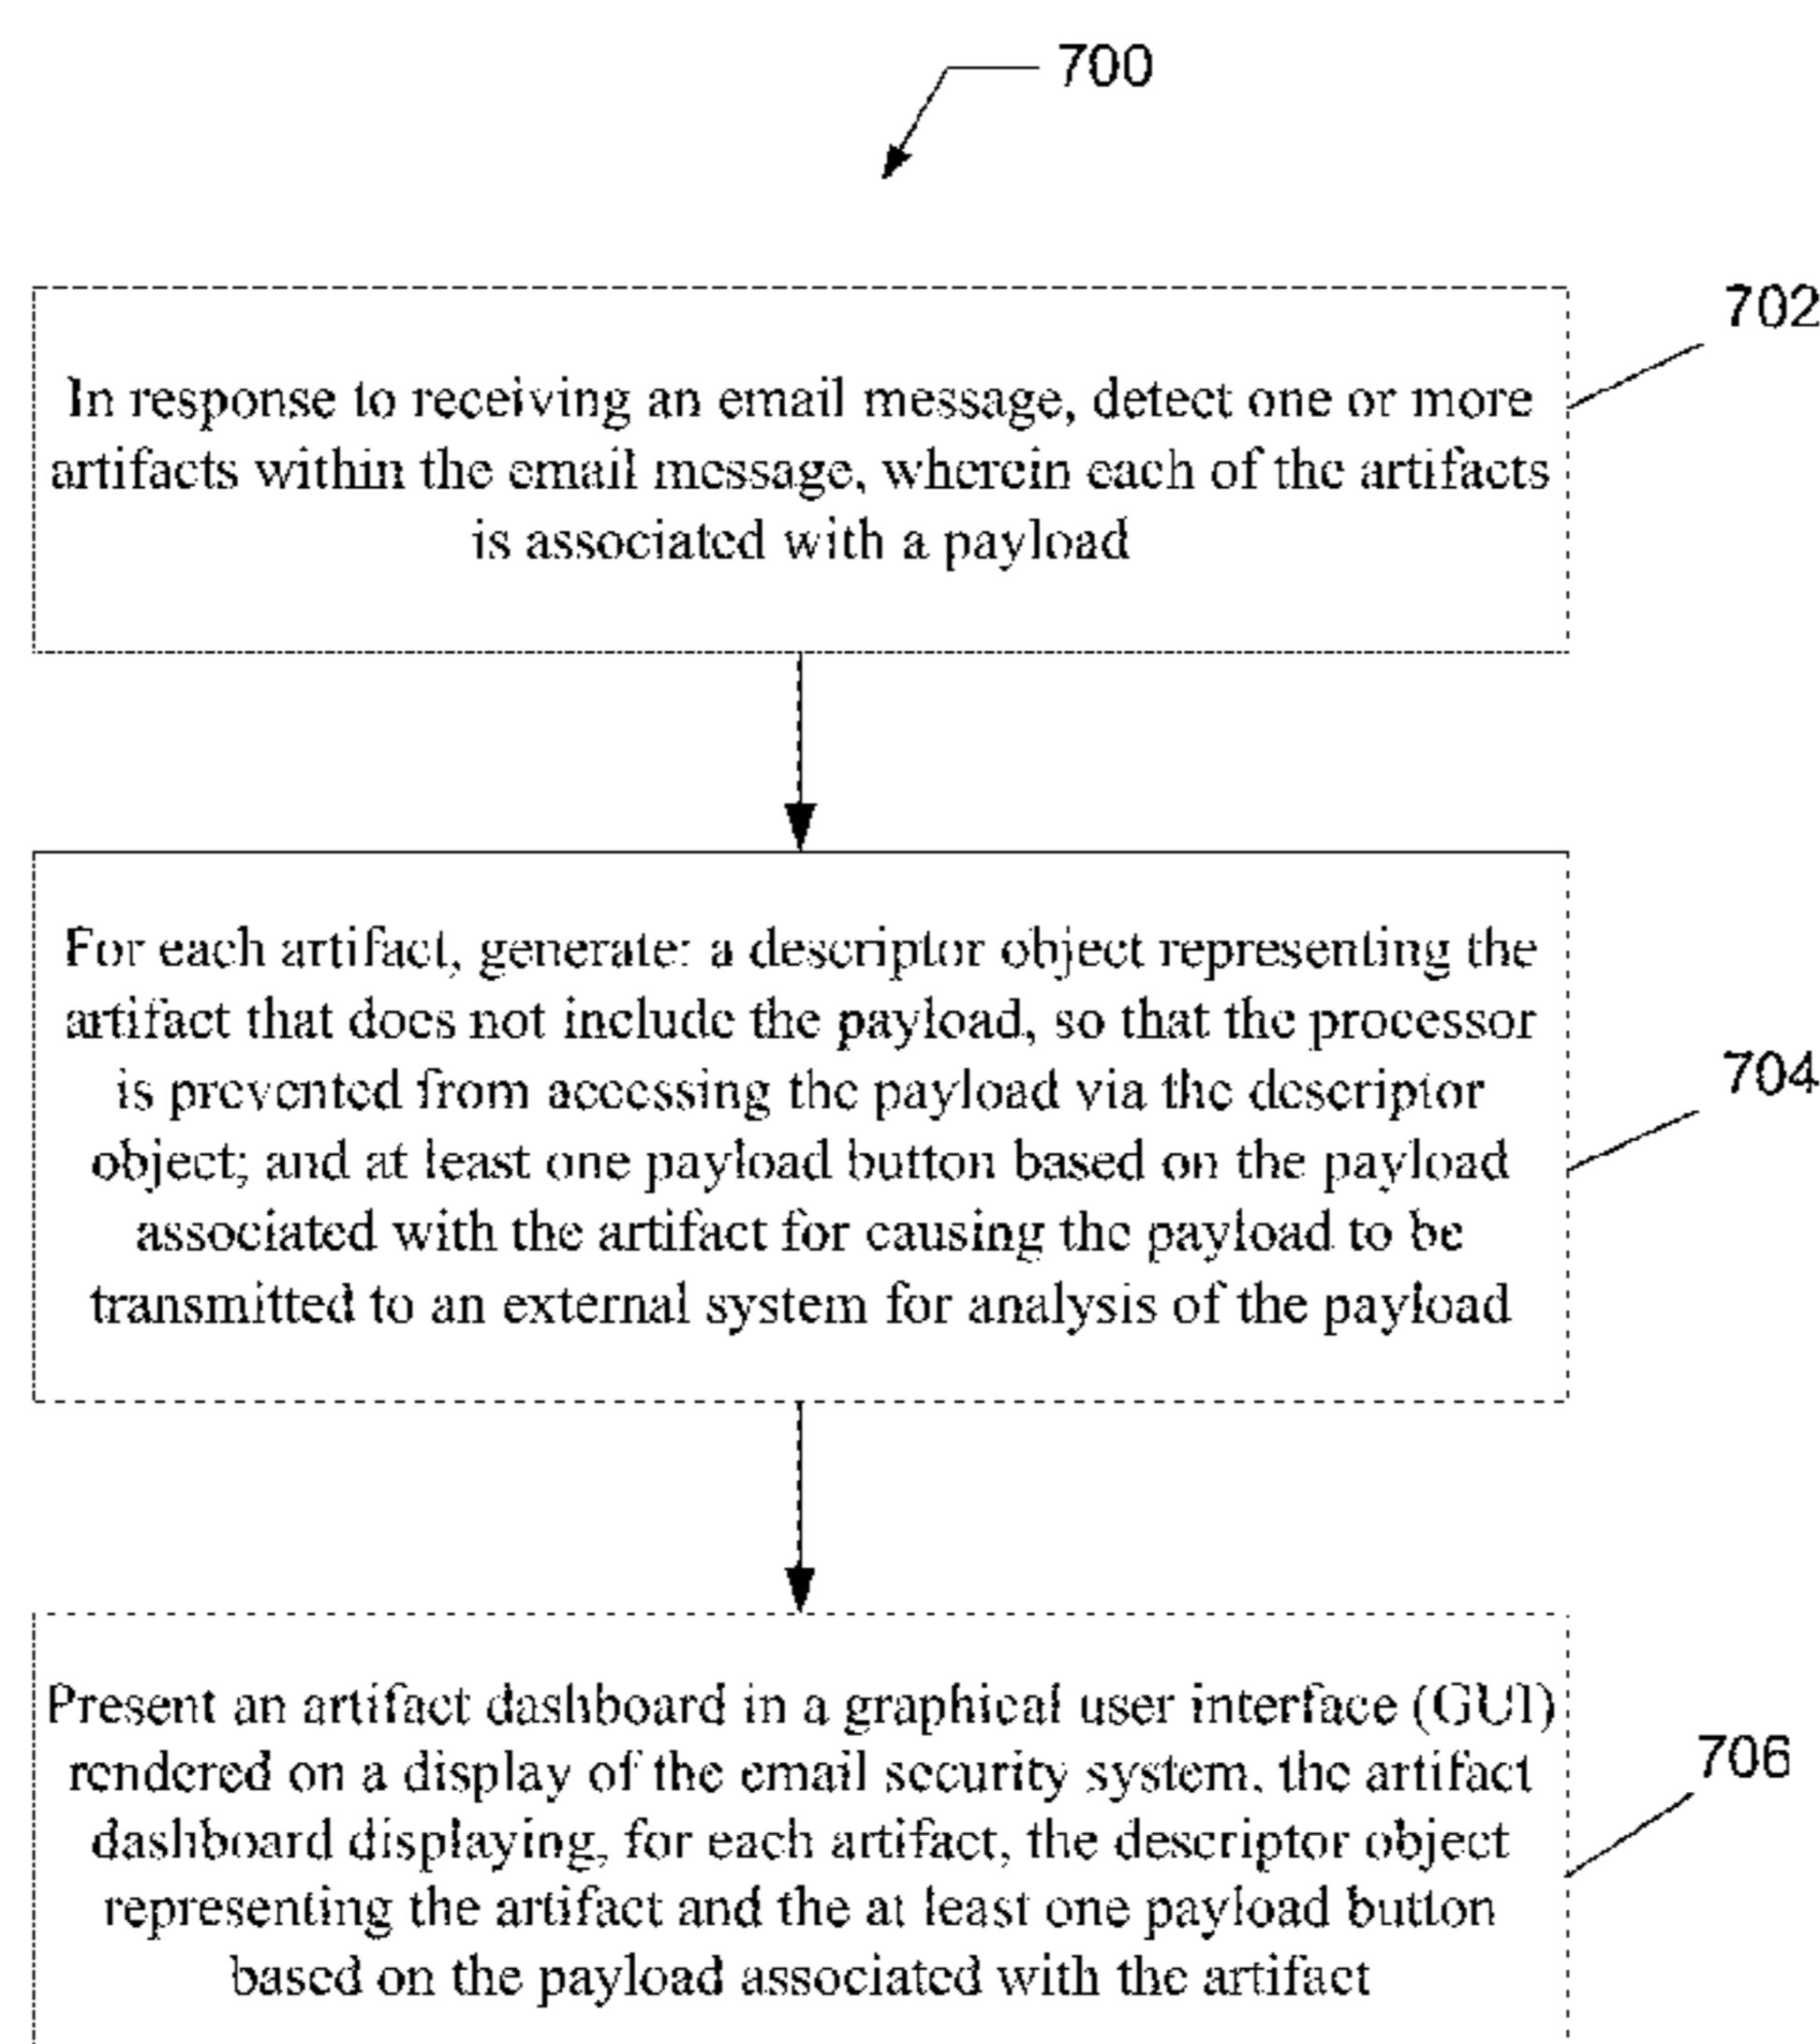 700
702
In response to receiving an email message, detect one or more
artifacts within the email message, wherein each of the artifacts
is associated with a payload
For each artifact, generate: a descriptor object representing the
artifact that does not include the payload, so that the processor
is prevented from accessing the payload via the descriptor
object; and at least one payload button based on the payload
associated with the artifact for causing the payload to be
transmitted to an external system for analysis of the payload
704
Present an artifact dashboard in a graphical user interface (GUI)
rendered on a display of the email security system, the artifact
dashboard displaying, for each artifact, the descriptor object
representing the artifact and the at least one payload button
based on the payload associated with the artifact
706